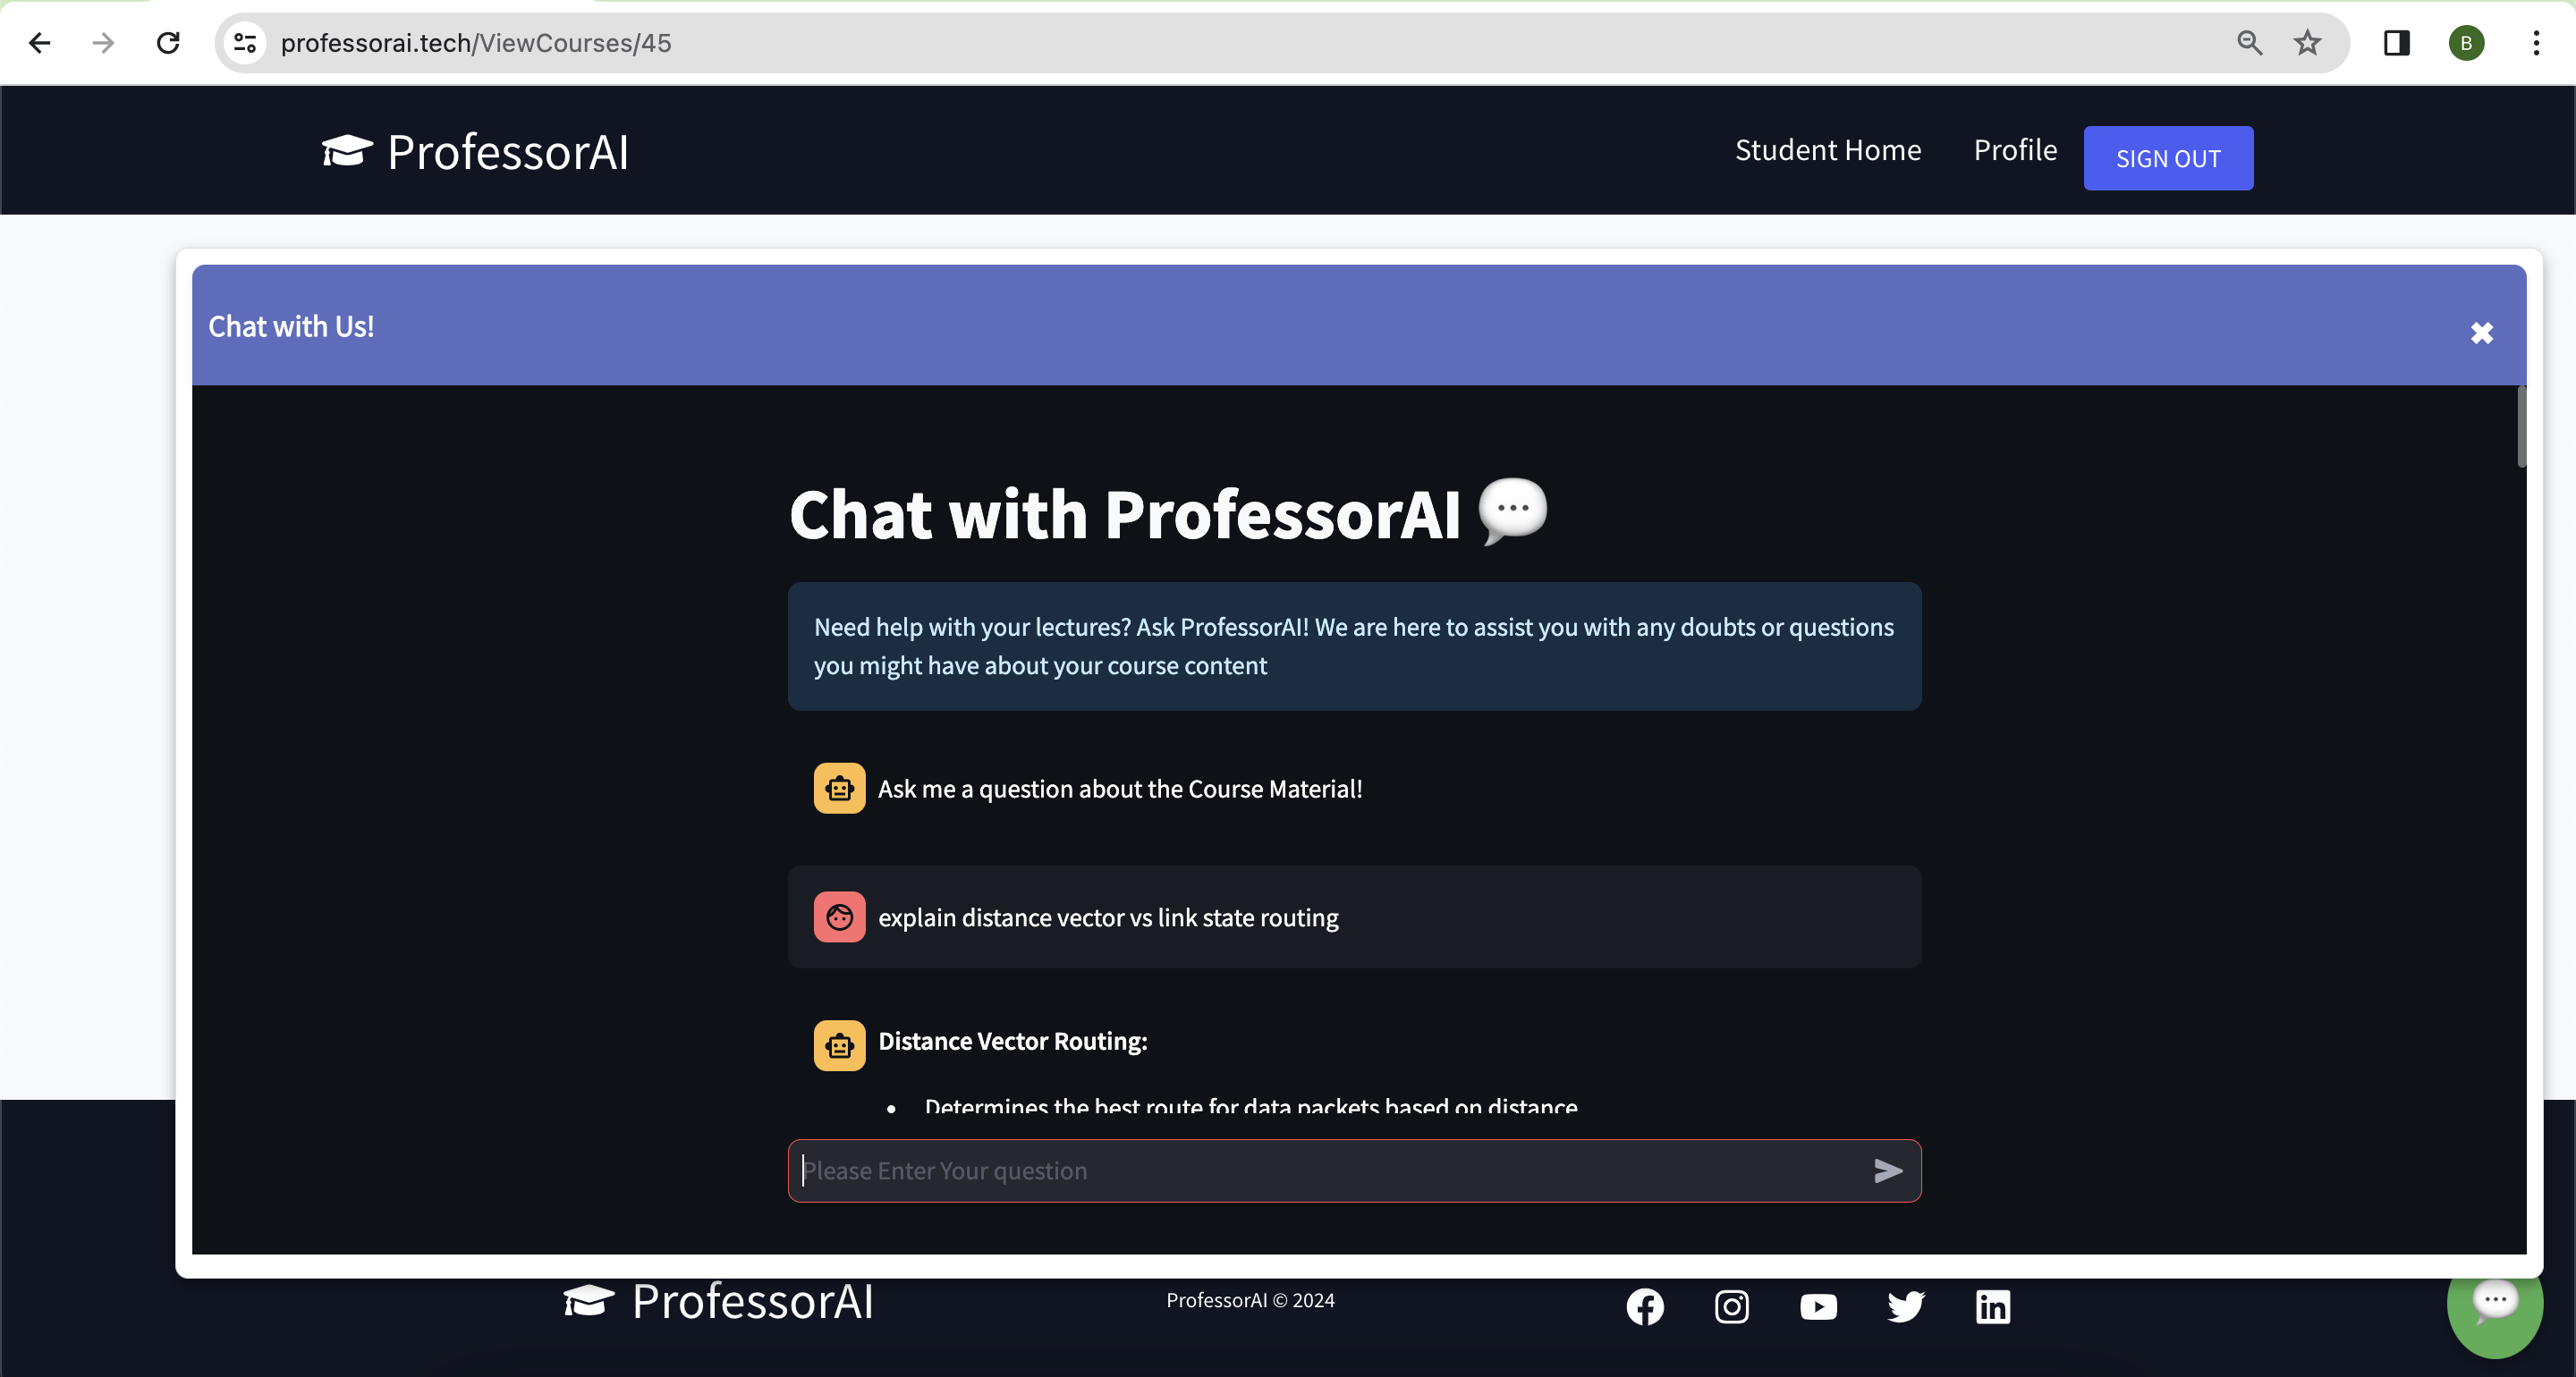 professorai.tech/ViewCourses/45
B
ProfessorAI
Student Home
Profile
SIGN OUT
Chat with Us!
Chat with ProfessorAI
Need help with your lectures? Ask ProfessorAI! We are here to assist you with any doubts or questions
you might have about your course content
Ask me a question about the Course Material!
explain distance vector vs link state routing
Distance Vector Routing:
• Determines the best route for data packets based on distance
Please Enter Your question
ProfessorAI
ProfessorAI © 2024